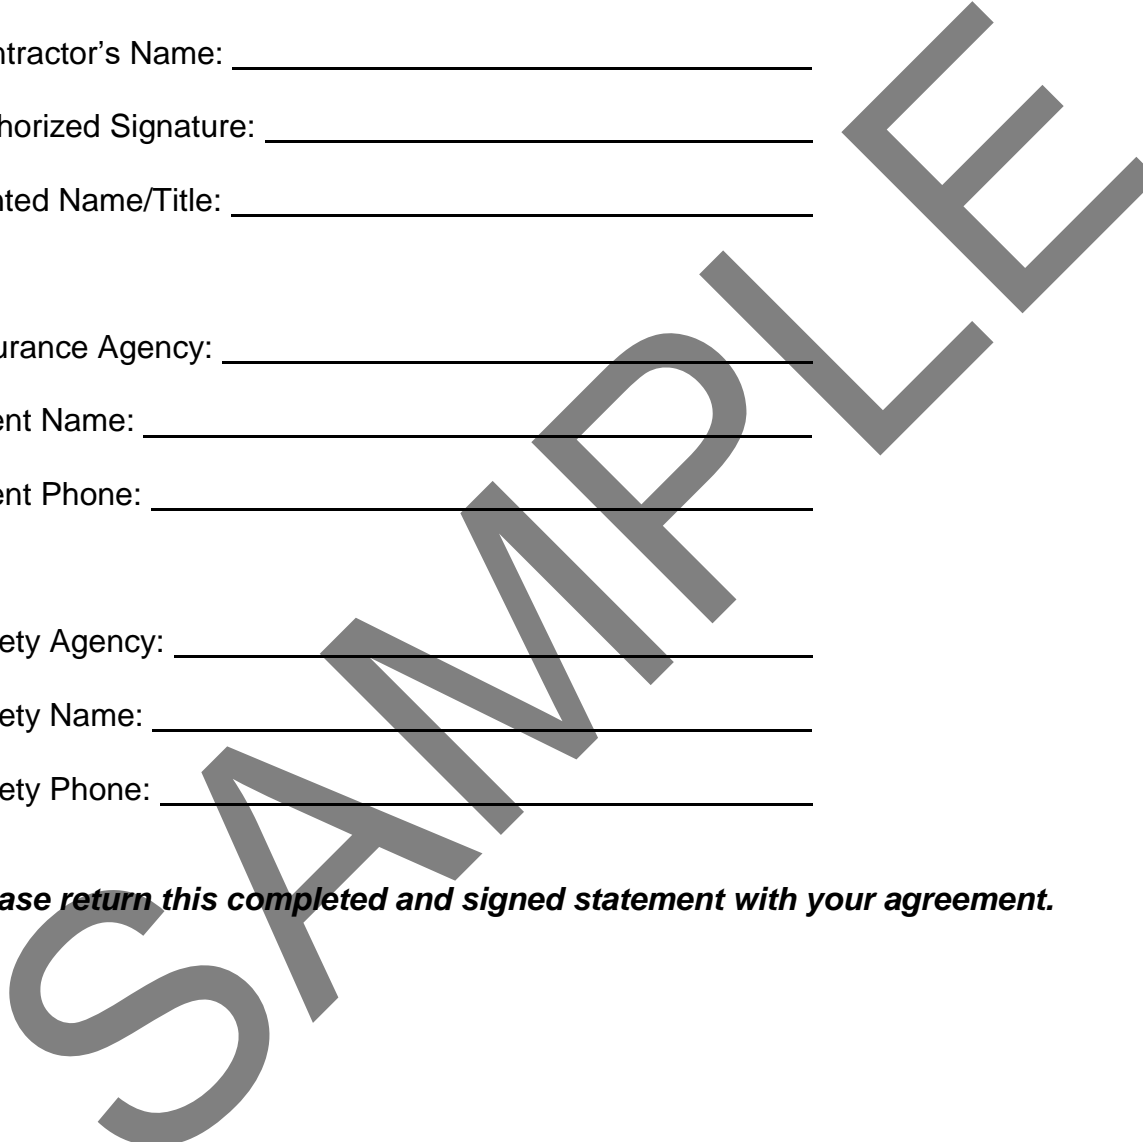 ntractor’s Name:
horized Signature:
nted Name/Title:
urance Agency:
ent Name:
ent Phone:
ety Agency:
ety Name:
ety Phone:
ase return this completed and signed statement with your agreement.
SAMPLE